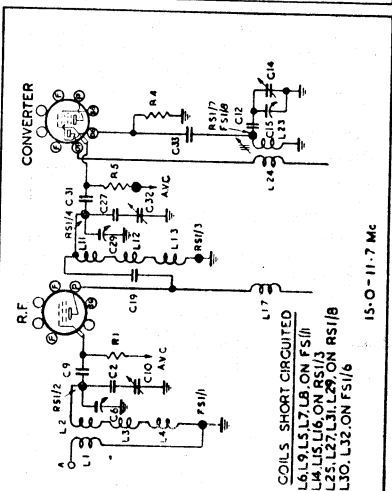 CONVERTER
R.F
A
L1
L2
L3
L4
FS1/1
RS1/2
C9
C6
C2
R1
C10
A.V.C
C19
L17
L11
L12
L13
RS1/3
RS1/4
C31
C29
C27
R5
C32
A.V.C.
R4
C33
RS1/7
FS1/8
C12
C15
C14
L23
L24
COILS SHORT CIRCUITED
L6,L9,L5,L7,L8,ON FS1/1
L14,L15,L16,ON RS1/3
L25,L27,L31,L29,ON RS1/8
L30,L32,ON FS1/6
15·0-11·7 Mc